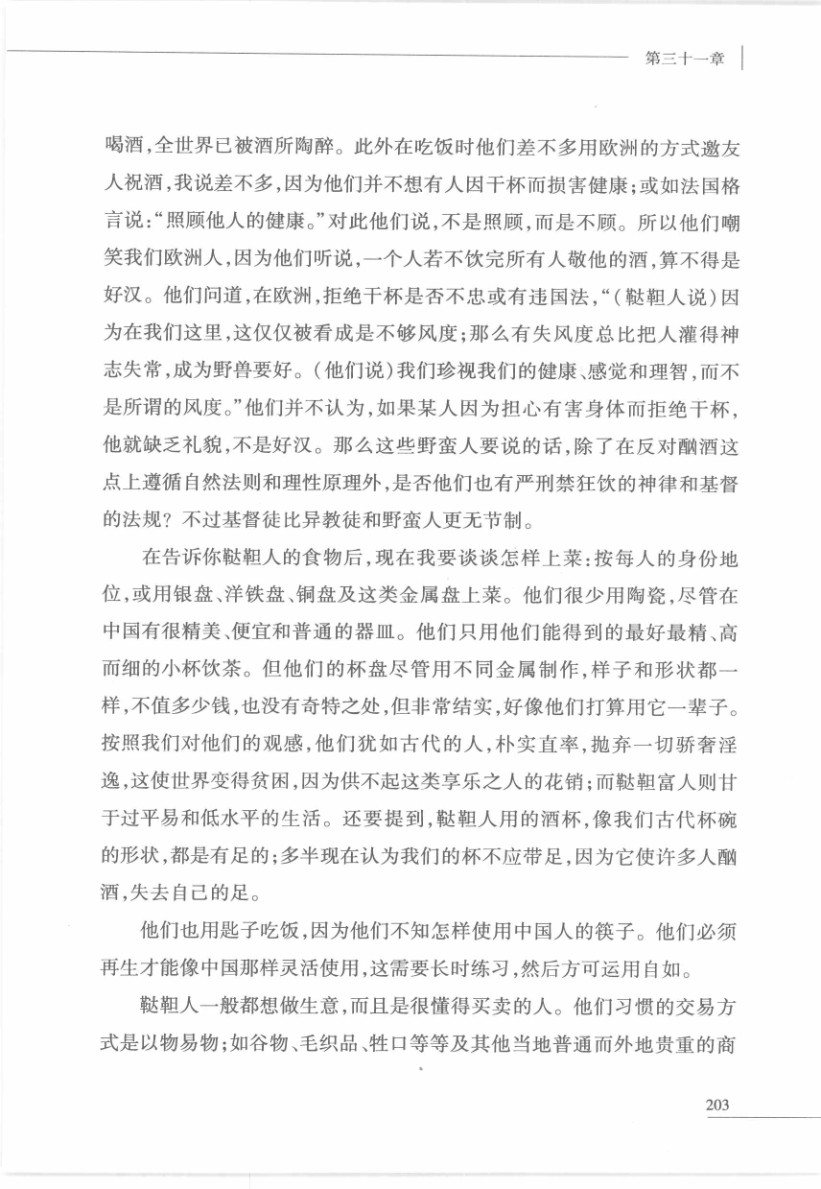 第三十一章
喝酒,全世界已被酒所陶醉。此外在吃饭时他们差不多用欧洲的方式邀友
人祝酒,我说差不多,因为他们并不想有人因干杯而损害健康;或如法国格
言说:“照顾他人的健康。”对此他们说,不是照顾,而是不顾。所以他们嘲
笑我们欧洲人,因为他们听说,一个人若不饮完所有人敬他的酒,算不得是
好汉。他们问道,在欧洲,拒绝干杯是否不忠或有违国法,“(鞑靼人说)因
为在我们这里,这仅仅被看成是不够风度;那么有失风度总比把人灌得神
志失常,成为野兽要好。(他们说)我们珍视我们的健康、感觉和理智,而不
是所谓的风度。”他们并不认为,如果某人因为担心有害身体而拒绝干杯,
他就缺乏礼貌,不是好汉。那么这些野蛮人要说的话,除了在反对酗酒这
点上遵循自然法则和理性原理外,是否他们也有严刑禁狂饮的神律和基督
的法规?不过基督徒比异教徒和野蛮人更无节制。
在告诉你鞑靼人的食物后,现在我要谈谈怎样上菜:按每人的身份地
位,或用银盘、洋铁盘、铜盘及这类金属盘上菜。他们很少用陶瓷,尽管在
中国有很精美、便宜和普通的器皿。他们只用他们能得到的最好最精、高
而细的小杯饮茶。但他们的杯盘尽管用不同金属制作,样子和形状都一
样,不值多少钱,也没有奇特之处,但非常结实,好像他们打算用它一辈子。
按照我们对他们的观感,他们犹如古代的人,朴实直率,抛弃一切骄奢淫
逸,这使世界变得贫困,因为供不起这类享乐之人的花销;而鞑靼富人则甘
于过平易和低水平的生活。还要提到,鞑靼人用的酒杯,像我们古代杯碗
的形状,都是有足的;多半现在认为我们的杯不应带足,因为它使许多人酗
酒,失去自己的足。
他们也用匙子吃饭,因为他们不知怎样使用中国人的筷子。他们必须
再生才能像中国那样灵活使用,这需要长时练习,然后方可运用自如。
鞑靼人一般都想做生意,而且是很懂得买卖的人。他们习惯的交易方
式是以物易物;如谷物、毛织品、牲口等等及其他当地普通而外地贵重的商
203